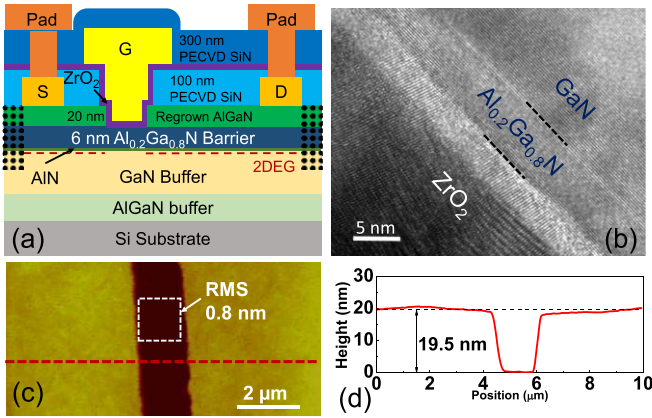 Pad
Pad
G
300 nm
PECVD SiN
ZrO₂
100 nm
PECVD SiN
S
D
20 nm
Regrown AlGaN
6 nm Al₀.₂Ga₀.₈N Barrier
2DEG
AlN
GaN Buffer
AlGaN buffer
Si Substrate
(a)
GaN
Al₀.₂Ga₀.₈N
ZrO₂
5 nm
(b)
RMS
0.8 nm
(c)
2 µm
Height (nm)
30
20
10
0
19.5 nm
0 2 4 6 8 10
Position (µm)
(d)